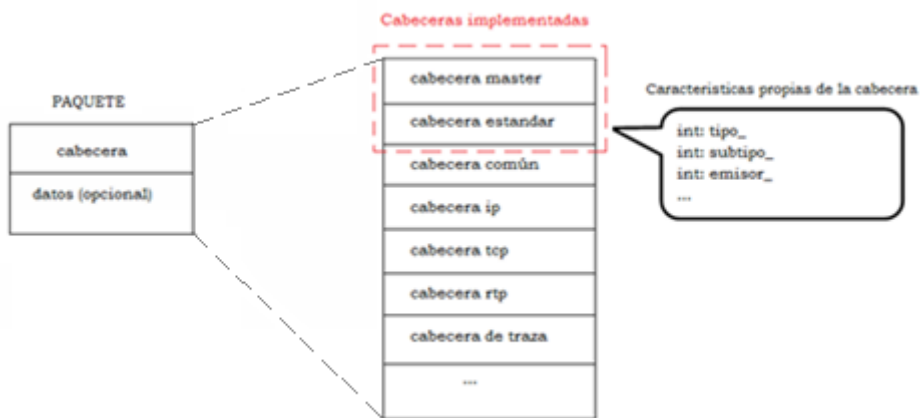 Cabeceras implementadas
PAQUETE
cabecera
datos (opcional)
cabecera master
cabecera estandar
cabecera común
cabecera ip
cabecera tcp
cabecera rtp
cabecera de traza
...
Caracteristicas propias de la cabecera
int: tipo_
int: subtipo_
int: emisor_
...